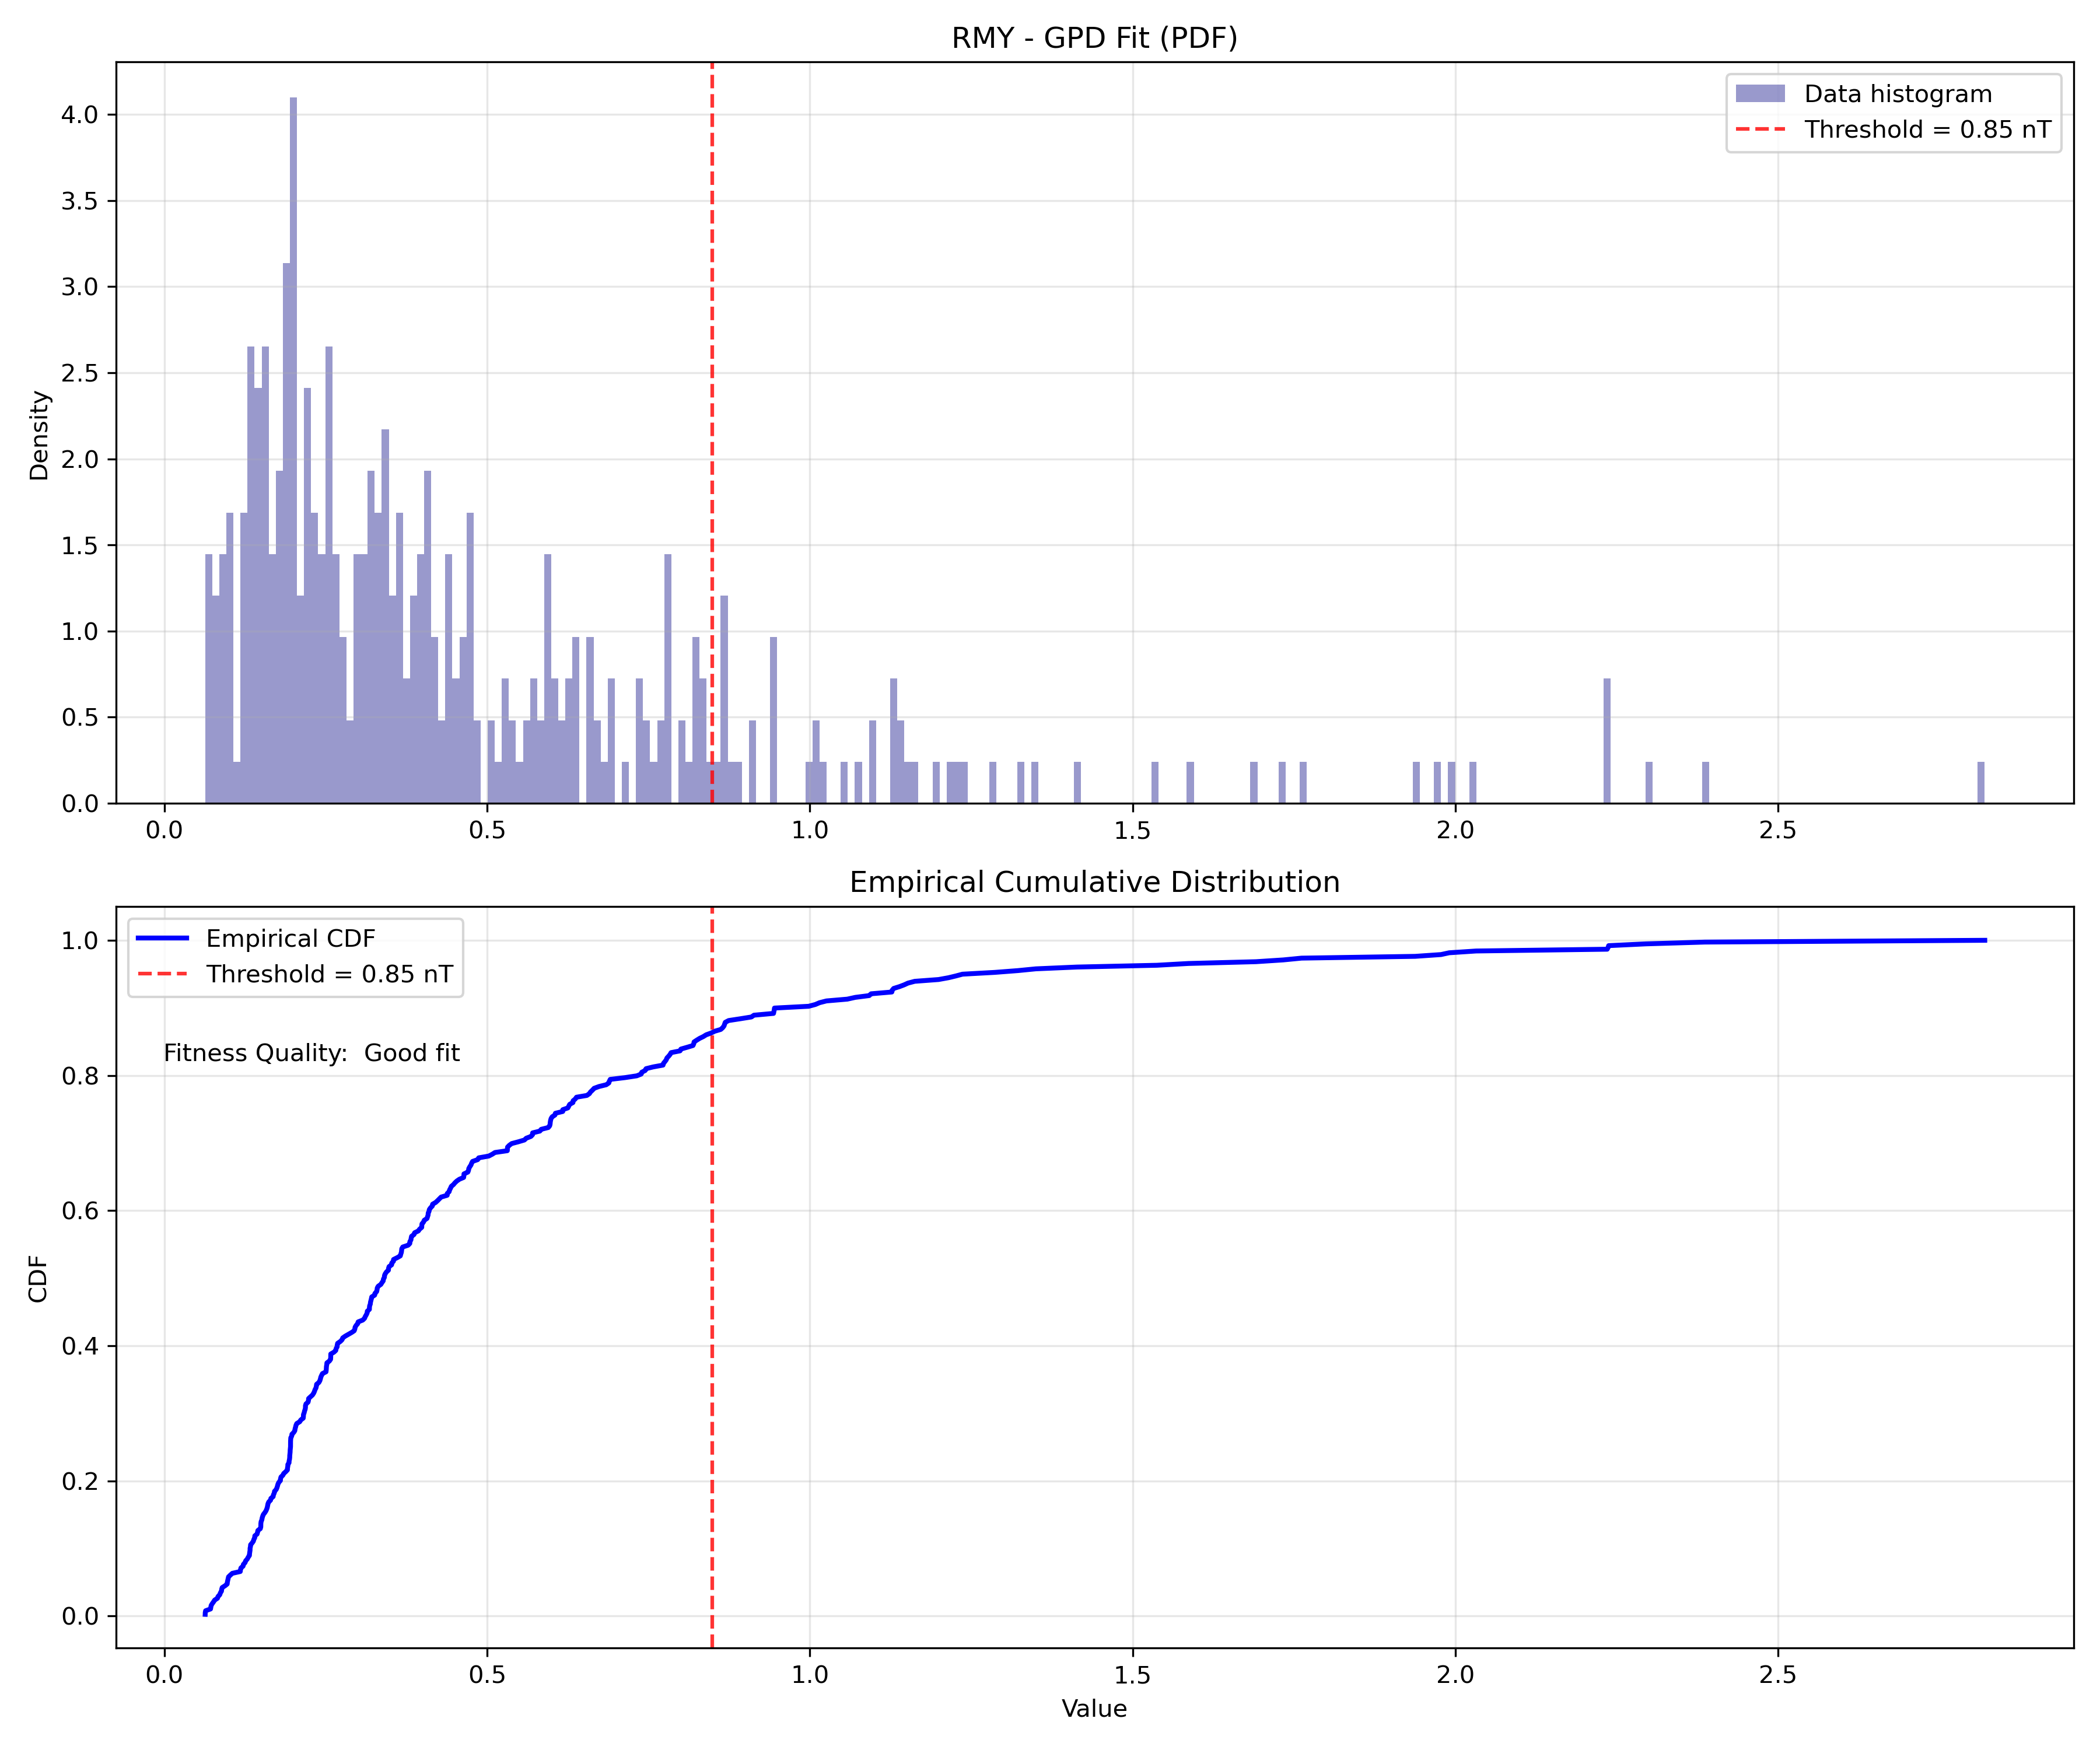 RMY - GPD Fit (PDF)
Data histogram
Threshold = 0.85 nT
Density
4.0
3.5
3.0
2.5
2.0
1.5
1.0
0.5
0.0
0.0 0.5 1.0 1.5 2.0 2.5
Empirical Cumulative Distribution
Empirical CDF
Threshold = 0.85 nT
Fitness Quality:  Good fit
CDF
1.0
0.8
0.6
0.4
0.2
0.0
0.0 0.5 1.0 1.5 2.0 2.5
Value